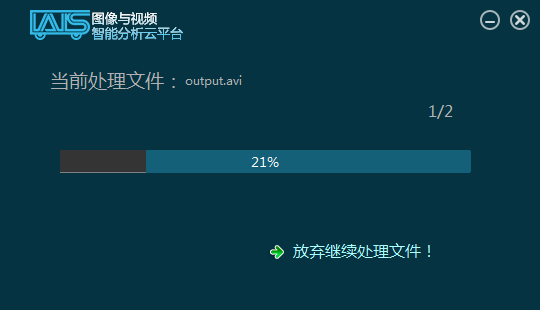 IAIS 图像与视频
智能分析云平台
当前处理文件： output.avi
1/2
21%
放弃继续处理文件！